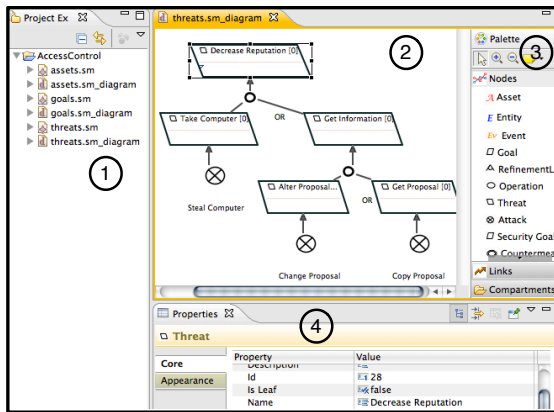 Project Ex
AccessControl
assets.sm
assets.sm_diagram
goals.sm
goals.sm_diagram
threats.sm
threats.sm_diagram
1
threats.sm_diagram
2
Decrease Reputation [0]
OR
Take Computer [0]
Get Information [0]
Steal Computer
Alter Proposal...
OR
Get Proposal [0]
Change Proposal
Copy Proposal
Palette
3
Nodes
A Asset
E Entity
Ev Event
Goal
RefinementL
Operation
Threat
Attack
Security Goal
Countermea
Links
Compartments
Properties
4
Threat
Core
Appearance
Property Value
Description
Id 28
Is Leaf false
Name Decrease Reputation